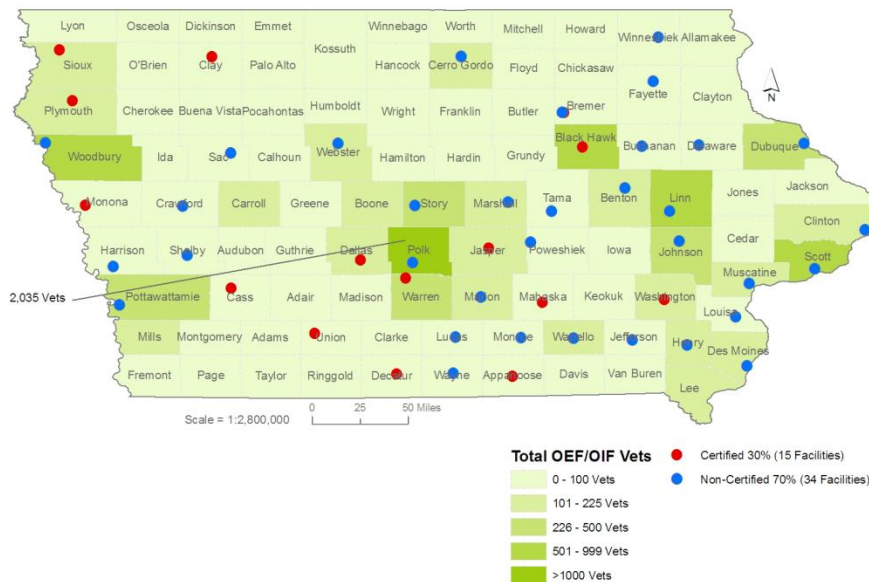 Lyon Osceola Dickinson Emmet Winnebago Worth Mitchell Howard Winneshiek Allamakee
Kossuth
Sioux O'Brien Clay Palo Alto Hancock Cerro Gordo Floyd Chickasaw
Fayette Clayton
Plymouth Cherokee Buena Vista Pocahontas Humboldt Wright Franklin Butler Bremer
N
Black Hawk
Woodbury Ida Sac Calhoun Webster Hamilton Hardin Grundy Buchanan Delaware Dubuque
Monona Crawford Carroll Greene Boone Story Marshall Tama Benton Linn Jones Jackson
Clinton
Harrison Shelby Audubon Guthrie Dallas Polk Jasper Poweshiek Iowa Johnson Cedar Scott
Muscatine
2,035 Vets
Pottawattamie Cass Adair Madison Warren Marion Mahaska Keokuk Washington
Louisa
Mills Montgomery Adams Union Clarke Lucas Monroe Wapello Jefferson Henry Des Moines
Fremont Page Taylor Ringgold Decatur Wayne Appanoose Davis Van Buren Lee
Scale = 1:2,800,000
0 25 50 Miles
Total OEF/OIF Vets
0 - 100 Vets
101 - 225 Vets
226 - 500 Vets
501 - 999 Vets
>1000 Vets
Certified 30% (15 Facilities)
Non-Certified 70% (34 Facilities)